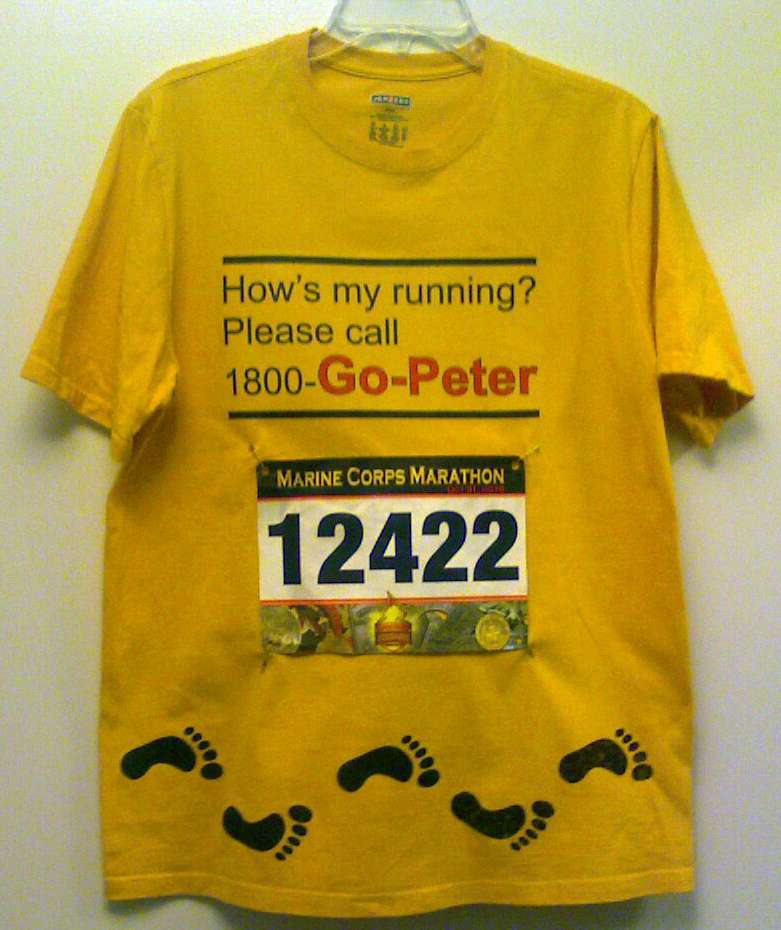 How's my running?
Please call
1800-Go-Peter
MARINE CORPS MARATHON
12422